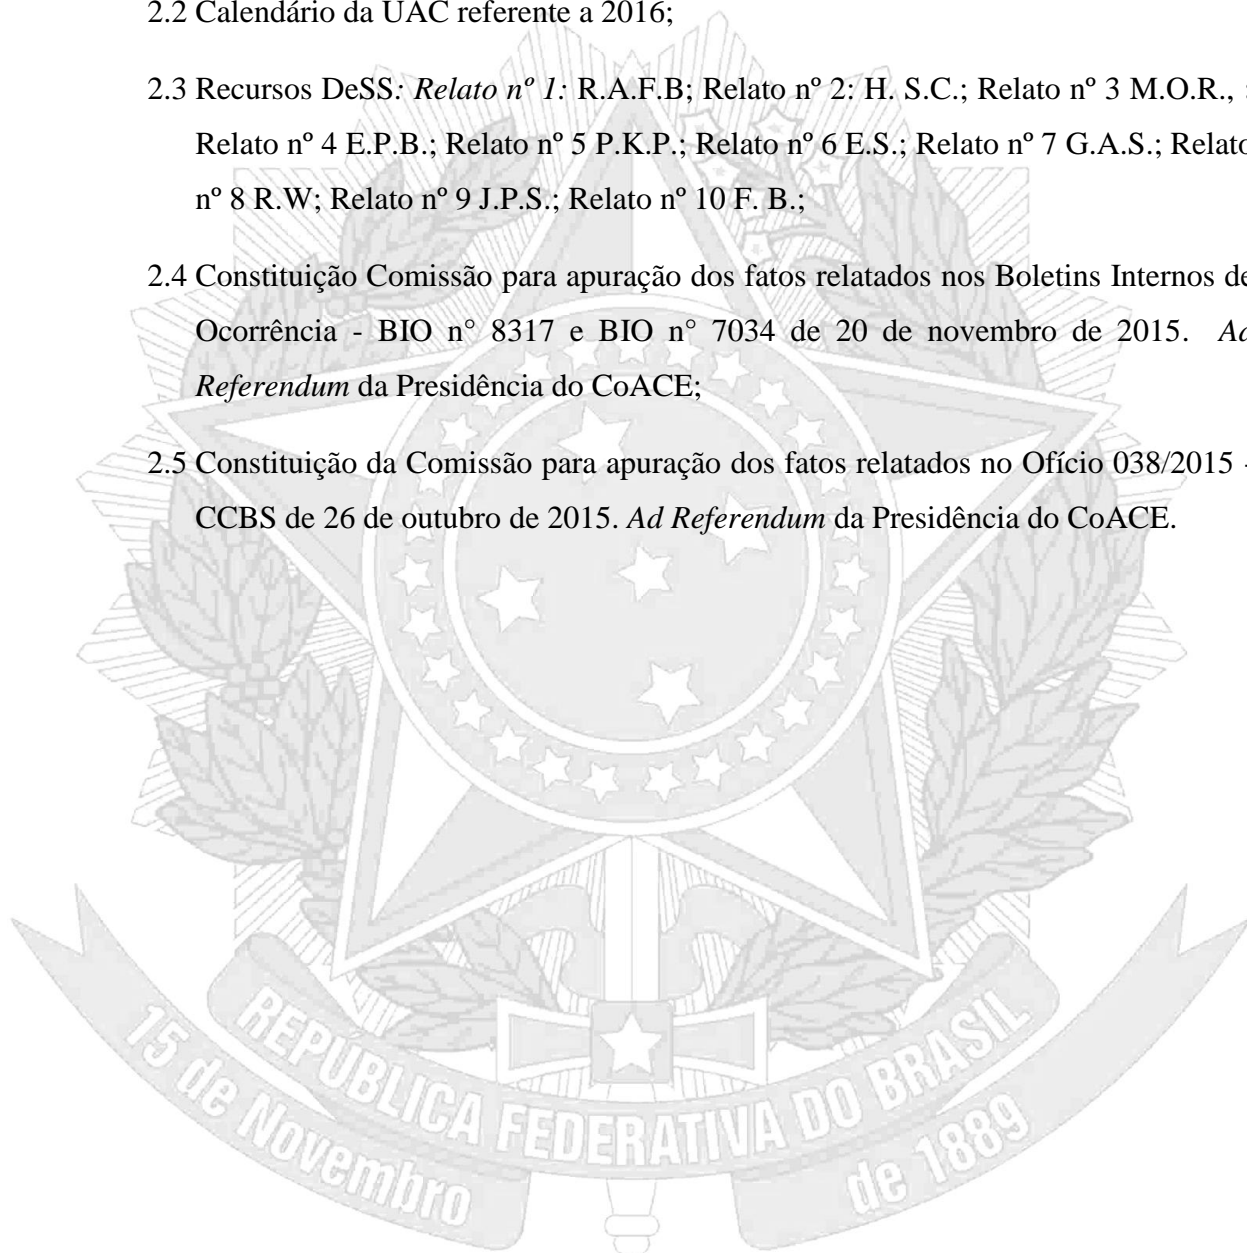 2.2 Calendário da UAC referente a 2016;
2.3 Recursos DeSS: Relato nº 1: R.A.F.B; Relato nº 2: H. S.C.; Relato nº 3 M.O.R., ;
Relato nº 4 E.P.B.; Relato nº 5 P.K.P.; Relato nº 6 E.S.; Relato nº 7 G.A.S.; Relato
nº 8 R.W; Relato nº 9 J.P.S.; Relato nº 10 F. B.;
2.4 Constituição Comissão para apuração dos fatos relatados nos Boletins Internos de
Ocorrência - BIO n° 8317 e BIO n° 7034 de 20 de novembro de 2015. Ad
Referendum da Presidência do CoACE;
2.5 Constituição da Comissão para apuração dos fatos relatados no Ofício 038/2015 -
CCBS de 26 de outubro de 2015. Ad Referendum da Presidência do CoACE.
REPÚBLICA FEDERATIVA DO BRASIL
15 de Novembro
de 1889